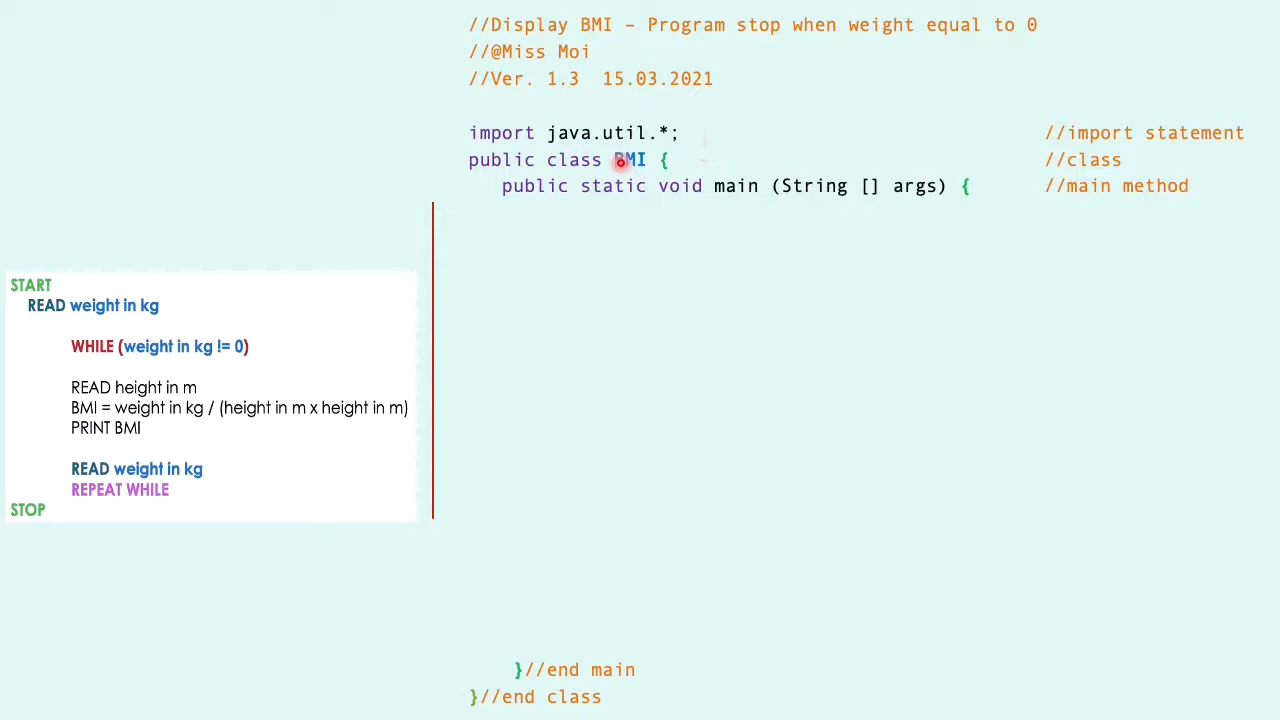 //Display BMI – Program stop when weight equal to 0
//@Miss Moi
//Ver. 1.3  15.03.2021
import java.util.*; //import statement
public class BMI { //class
public static void main (String [] args) { //main method
START
READ weight in kg
WHILE (weight in kg != 0)
READ height in m
BMI = weight in kg / (height in m x height in m)
PRINT BMI
READ weight in kg
REPEAT WHILE
STOP
}//end main
}//end class